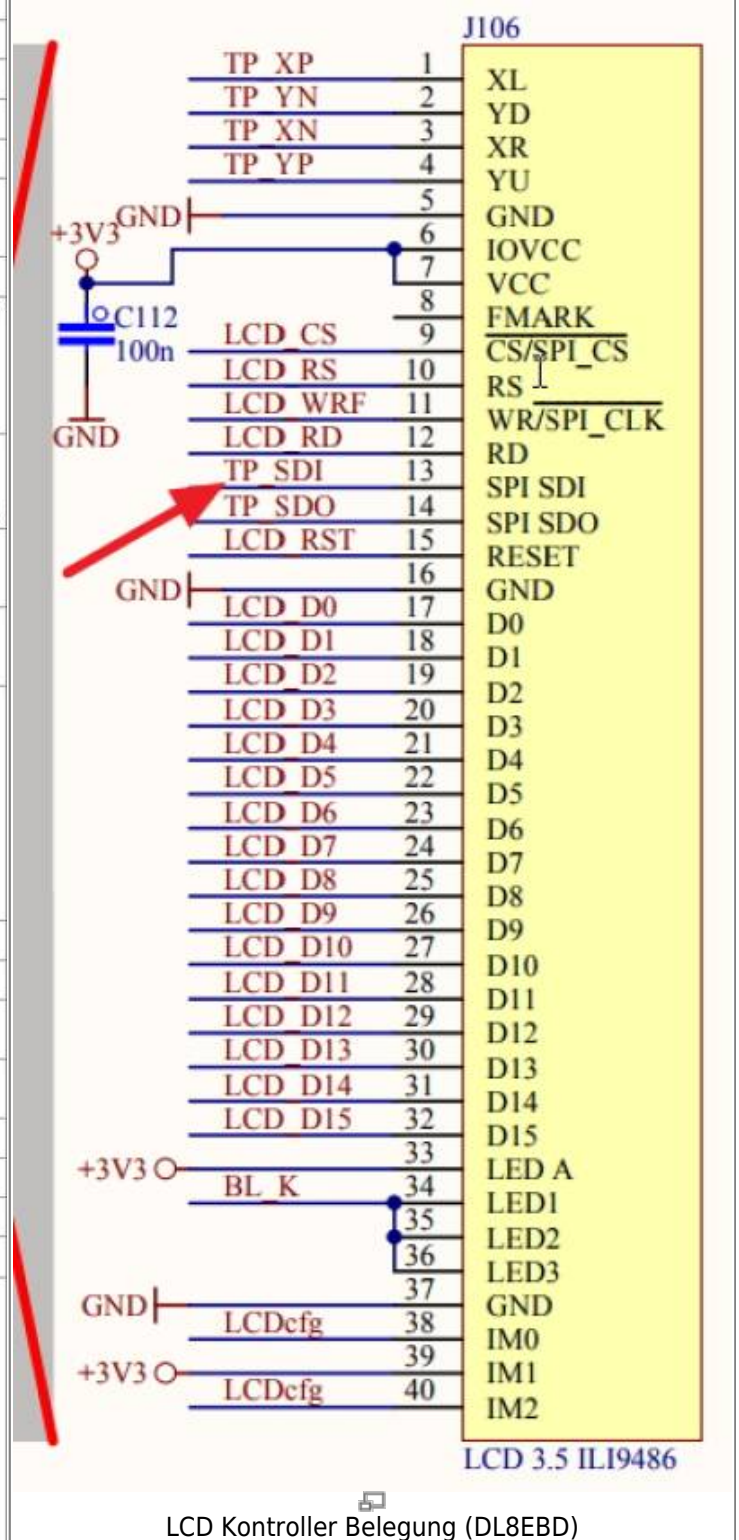 J106
TP_XP 1 XL
TP_YN 2 YD
TP_XN 3 XR
TP_YP 4 YU
GND 5 GND
+3V3 6 IOVCC
7 VCC
8 FMARK
C112
100n
GND
LCD_CS 9 CS/SPI_CS
LCD_RS 10 RS
LCD_WRF 11 WR/SPI_CLK
LCD_RD 12 RD
TP_SDI 13 SPI SDI
TP_SDO 14 SPI SDO
LCD_RST 15 RESET
GND 16 GND
LCD_D0 17 D0
LCD_D1 18 D1
LCD_D2 19 D2
LCD_D3 20 D3
LCD_D4 21 D4
LCD_D5 22 D5
LCD_D6 23 D6
LCD_D7 24 D7
LCD_D8 25 D8
LCD_D9 26 D9
LCD_D10 27 D10
LCD_D11 28 D11
LCD_D12 29 D12
LCD_D13 30 D13
LCD_D14 31 D14
LCD_D15 32 D15
+3V3 33 LED A
BL_K 34 LED1
35 LED2
36 LED3
GND 37 GND
LCDcfg 38 IM0
+3V3 39 IM1
LCDcfg 40 IM2
LCD 3.5 ILI9486
LCD Kontroller Belegung (DL8EBD)